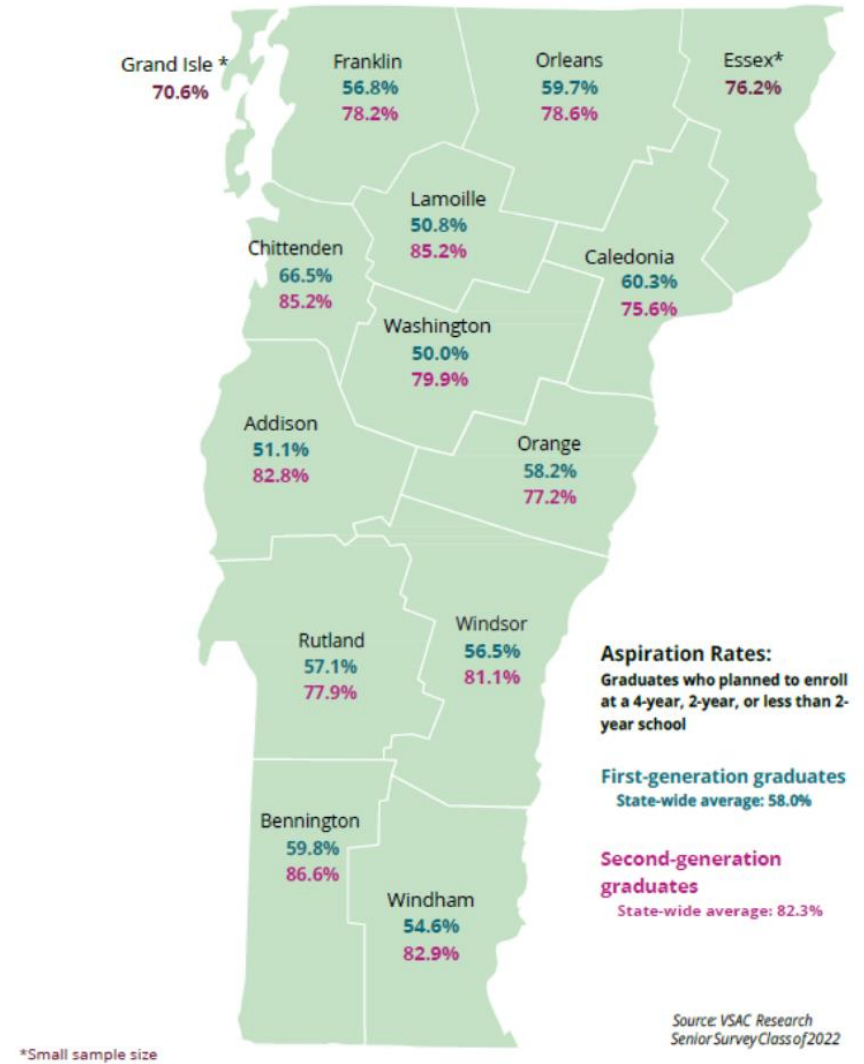 Grand Isle *
70.6%
Franklin
56.8%
78.2%
Orleans
59.7%
78.6%
Essex*
76.2%
Lamoille
50.8%
85.2%
Chittenden
66.5%
85.2%
Caledonia
60.3%
75.6%
Washington
50.0%
79.9%
Addison
51.1%
82.8%
Orange
58.2%
77.2%
Rutland
57.1%
77.9%
Windsor
56.5%
81.1%
Bennington
59.8%
86.6%
Windham
54.6%
82.9%
Aspiration Rates:
Graduates who planned to enroll
at a 4-year, 2-year, or less than 2-
year school
First-generation graduates
State-wide average: 58.0%
Second-generation
graduates
State-wide average: 82.3%
Source: VSAC Research
Senior Survey Class of 2022
*Small sample size